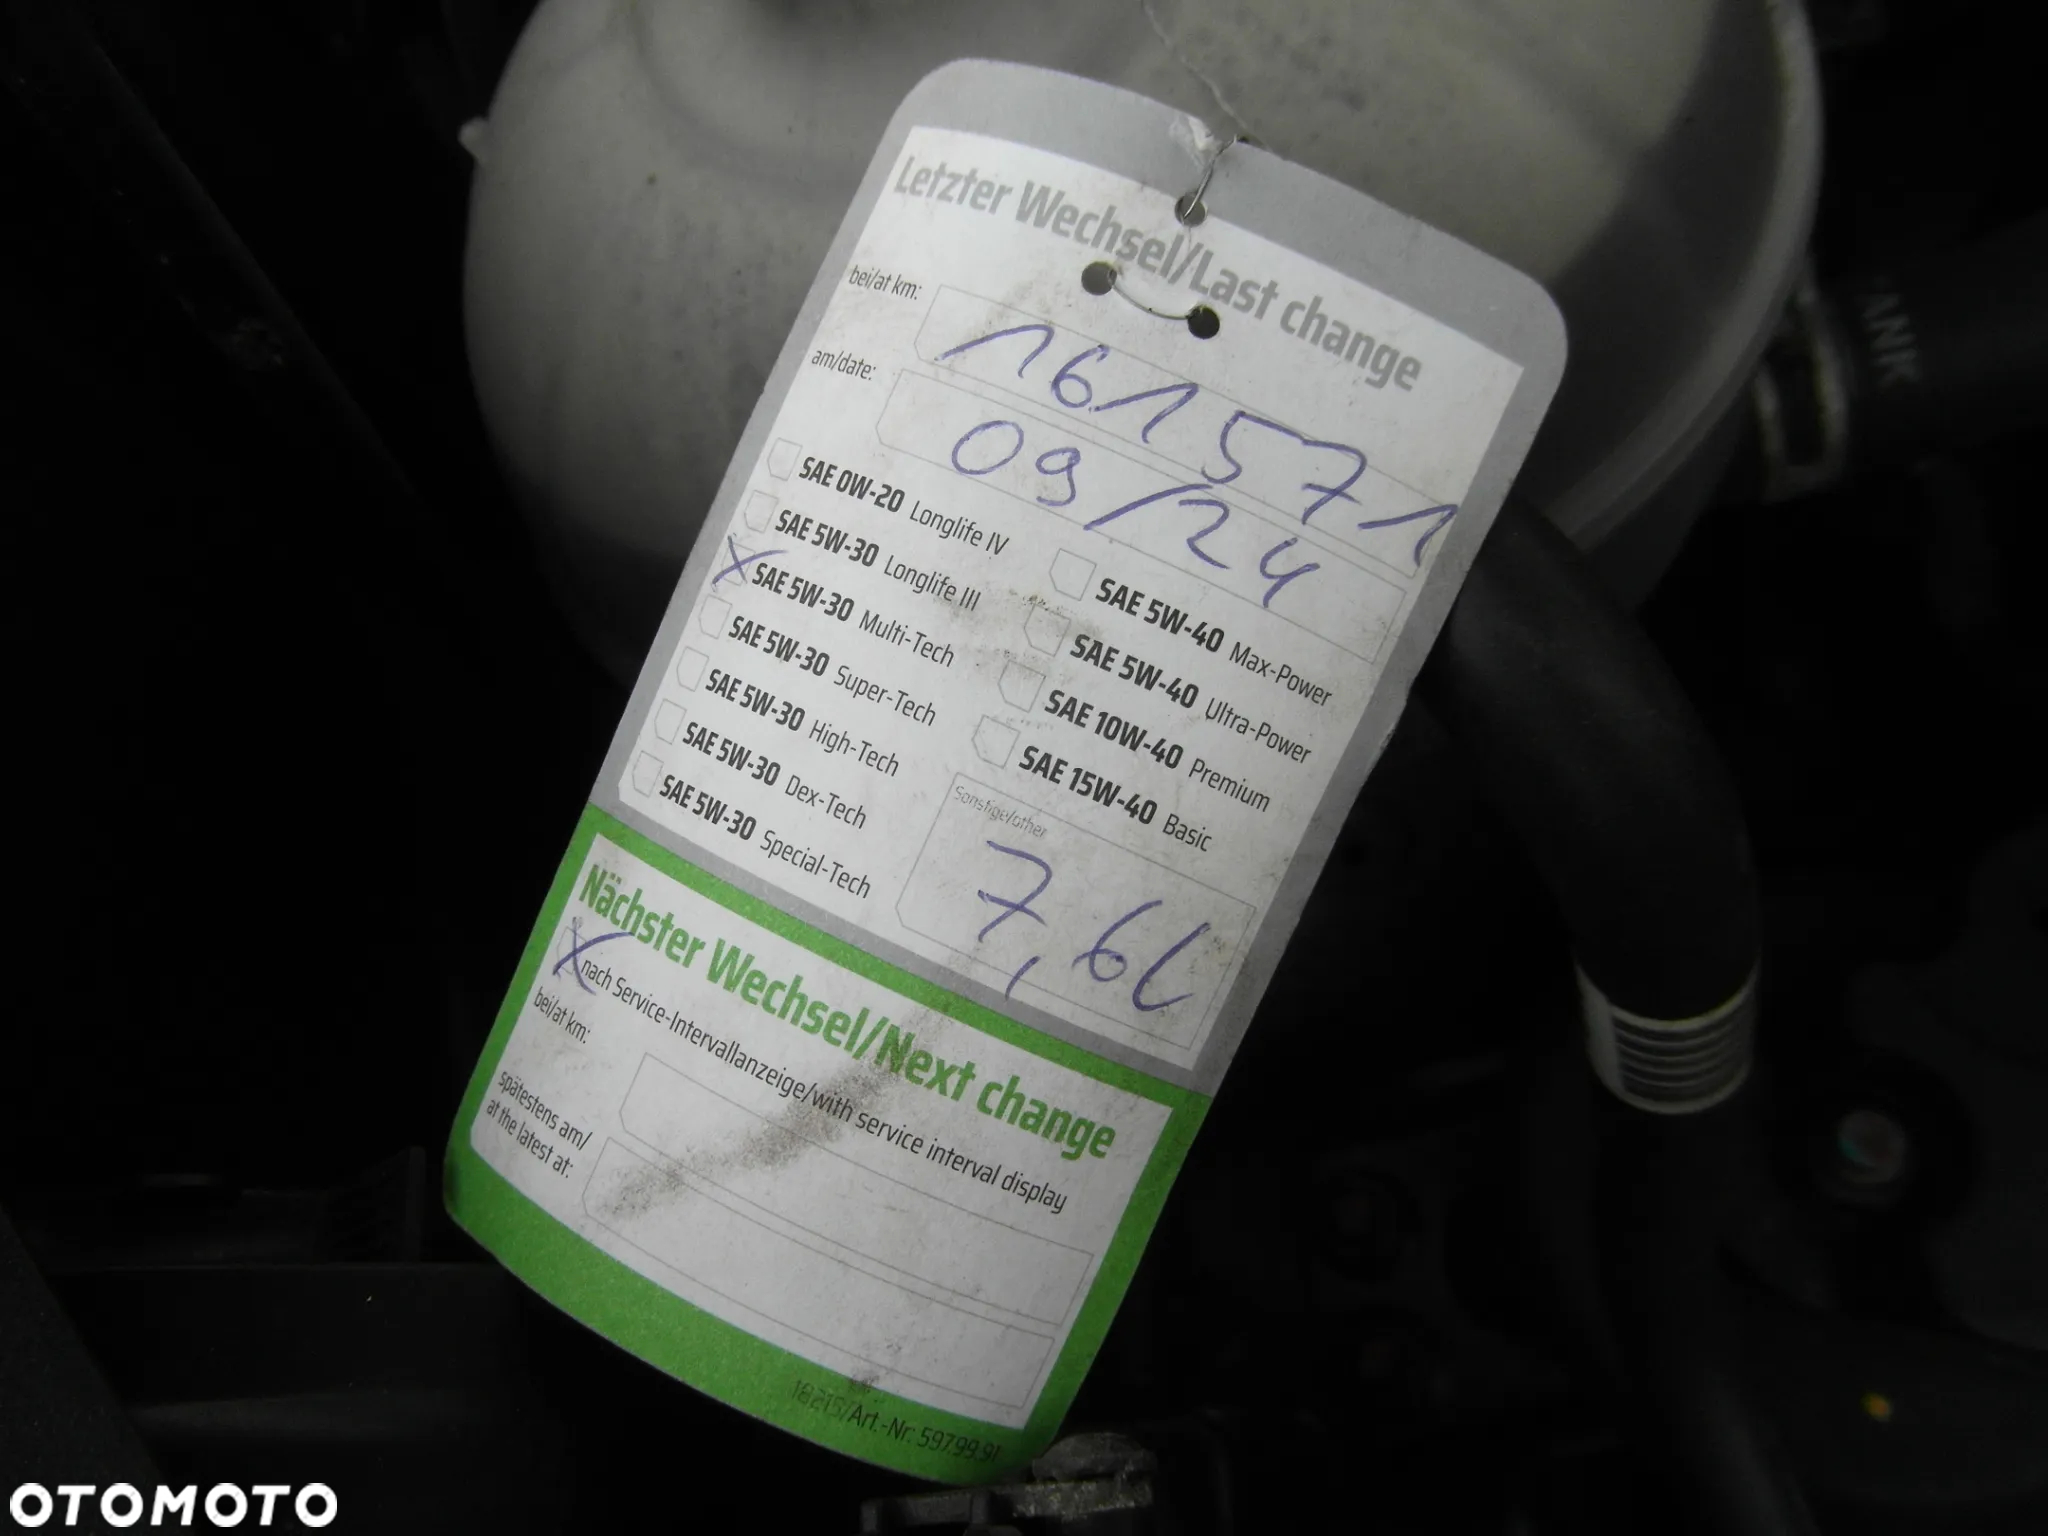 Letzter Wechsel/Last change
bei/at km:
161571
am/date:
09/24
SAE 0W-20 Longlife IV
SAE 5W-30 Longlife III
X SAE 5W-30 Multi-Tech
SAE 5W-30 Super-Tech
SAE 5W-30 High-Tech
SAE 5W-30 Dex-Tech
SAE 5W-30 Special-Tech
SAE 5W-40 Max-Power
SAE 5W-40 Ultra-Power
SAE 10W-40 Premium
SAE 15W-40 Basic
Sonstige/other
7,6L
Nächster Wechsel/Next change
X nach Service-Intervallanzeige/with service interval display
bei/at km:
spätestens am/
at the latest at:
18215/Art.-Nr. 597.99.91
OTOMOTO